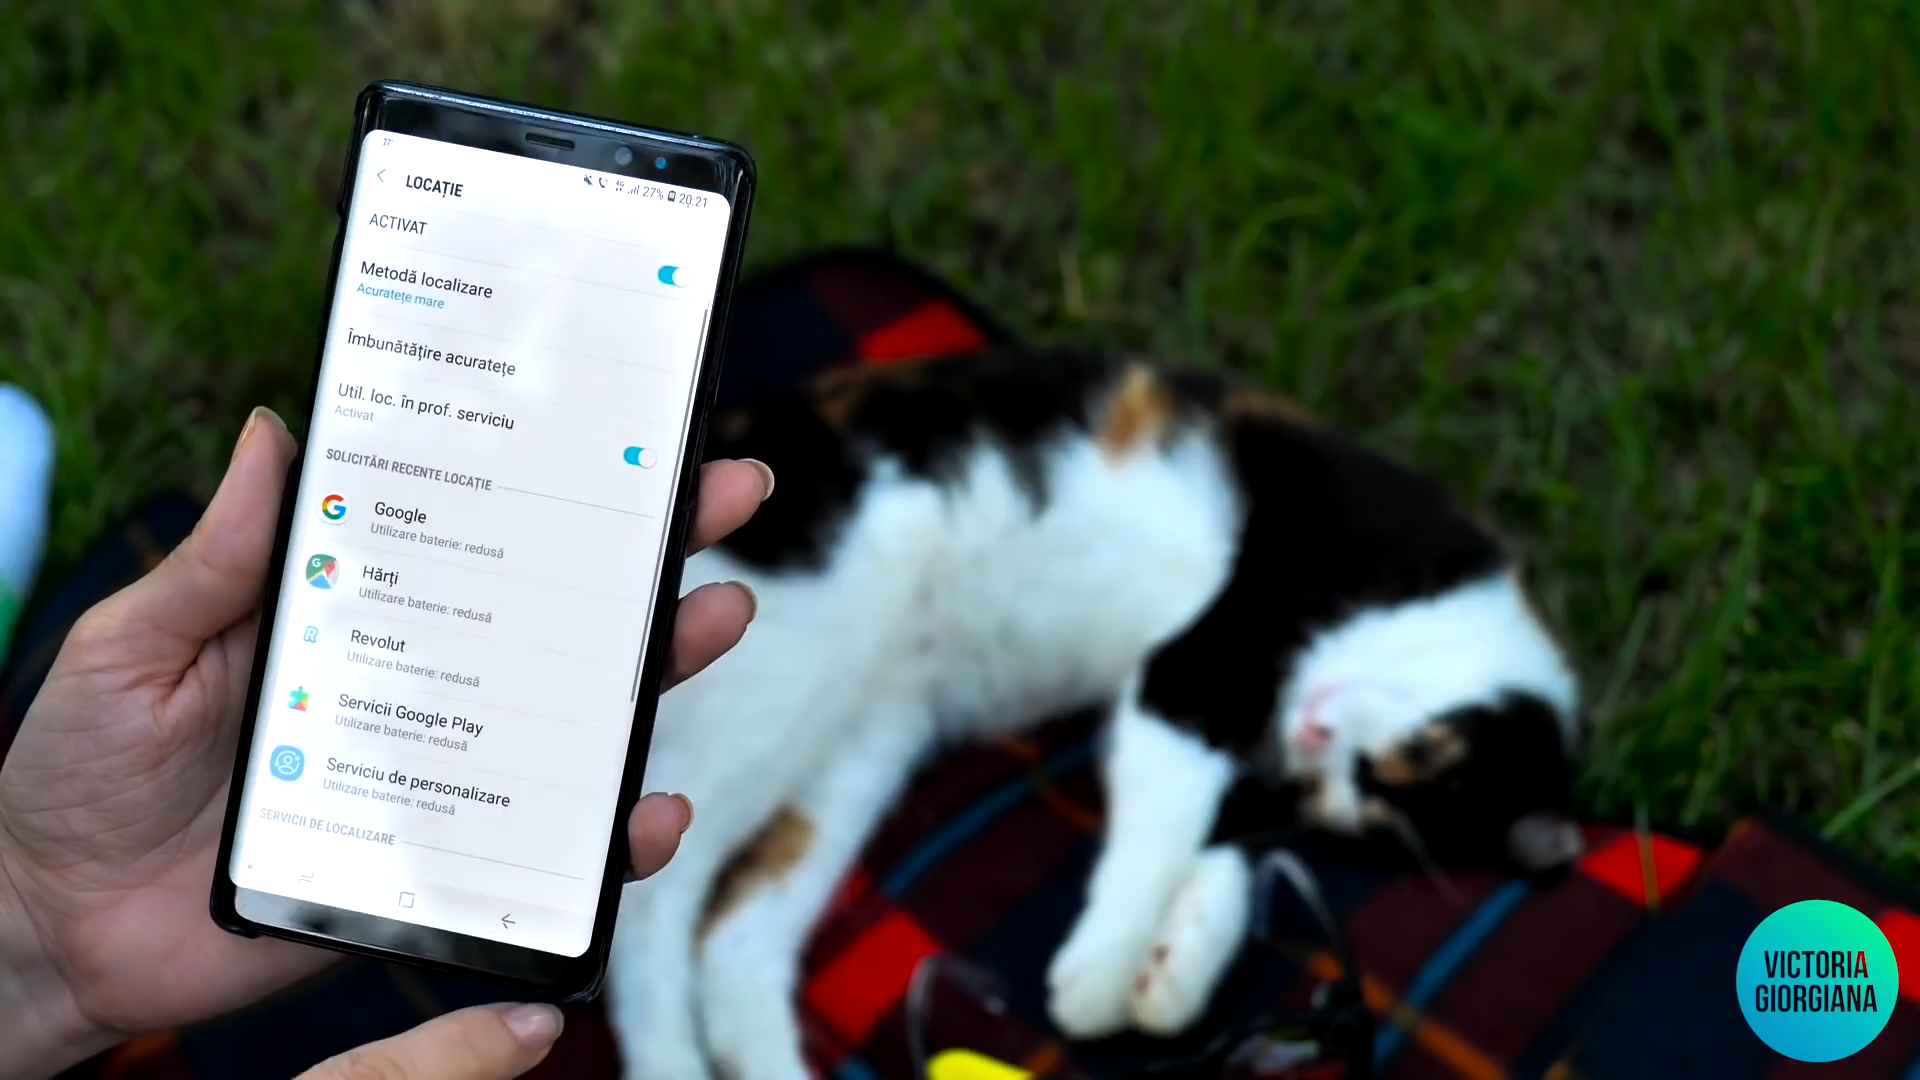 27%
20:21
LOCAȚIE
ACTIVAT
Metodă localizare
Acuratețe mare
Îmbunătățire acuratețe
Util. loc. în prof. serviciu
Activat
SOLICITĂRI RECENTE LOCAȚIE
Google
Utilizare baterie: redusă
Hărți
Utilizare baterie: redusă
Revolut
Utilizare baterie: redusă
Servicii Google Play
Utilizare baterie: redusă
Serviciu de personalizare
Utilizare baterie: redusă
SERVICII DE LOCALIZARE
VICTORIA
GIORGIANA